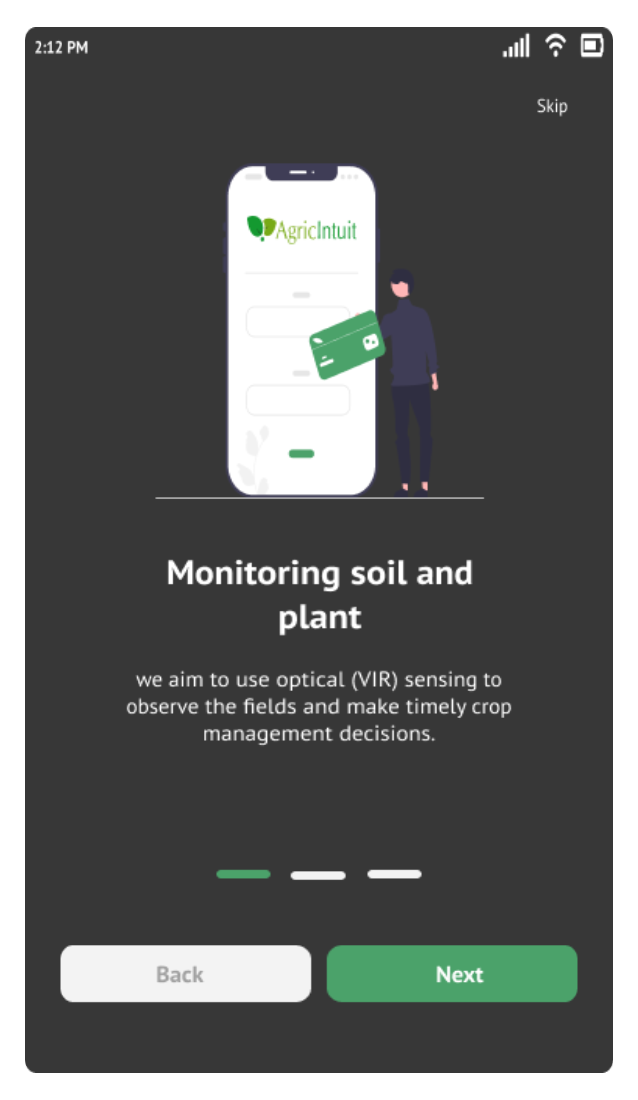 2:12 PM
Skip
AgricIntuit
Monitoring soil and
plant
we aim to use optical (VIR) sensing to
observe the fields and make timely crop
management decisions.
Back
Next